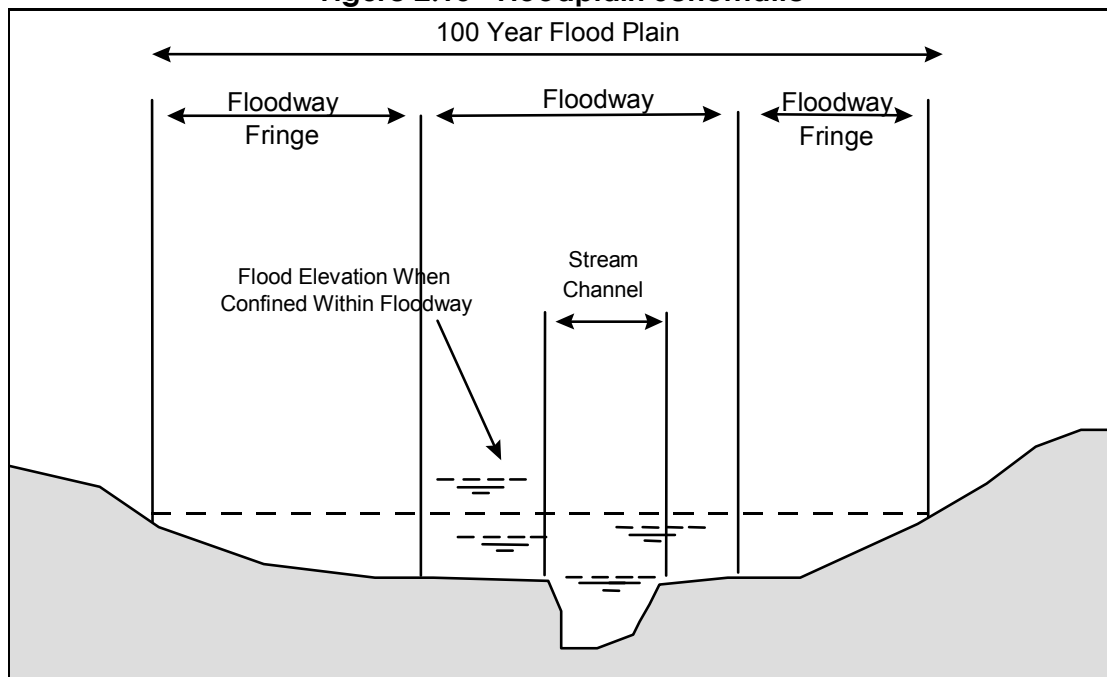 100 Year Flood Plain
Floodway
Fringe
Floodway
Floodway
Fringe
Flood Elevation When
Confined Within Floodway
Stream
Channel